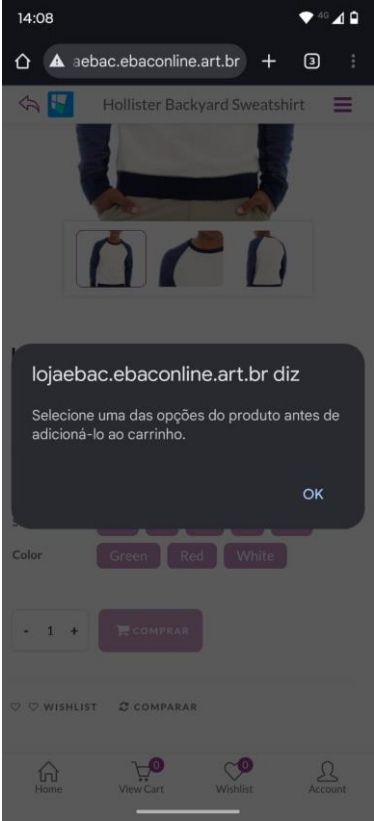 14:08
4G
aebac.ebaconline.art.br
3
Hollister Backyard Sweatshirt
lojaebac.ebaconline.art.br diz
Selecione uma das opções do produto antes de
adicioná-lo ao carrinho.
OK
Color
Green Red White
- 1 +
COMPRAR
WISHLIST COMPARAR
0 0
Home View Cart Wishlist Account